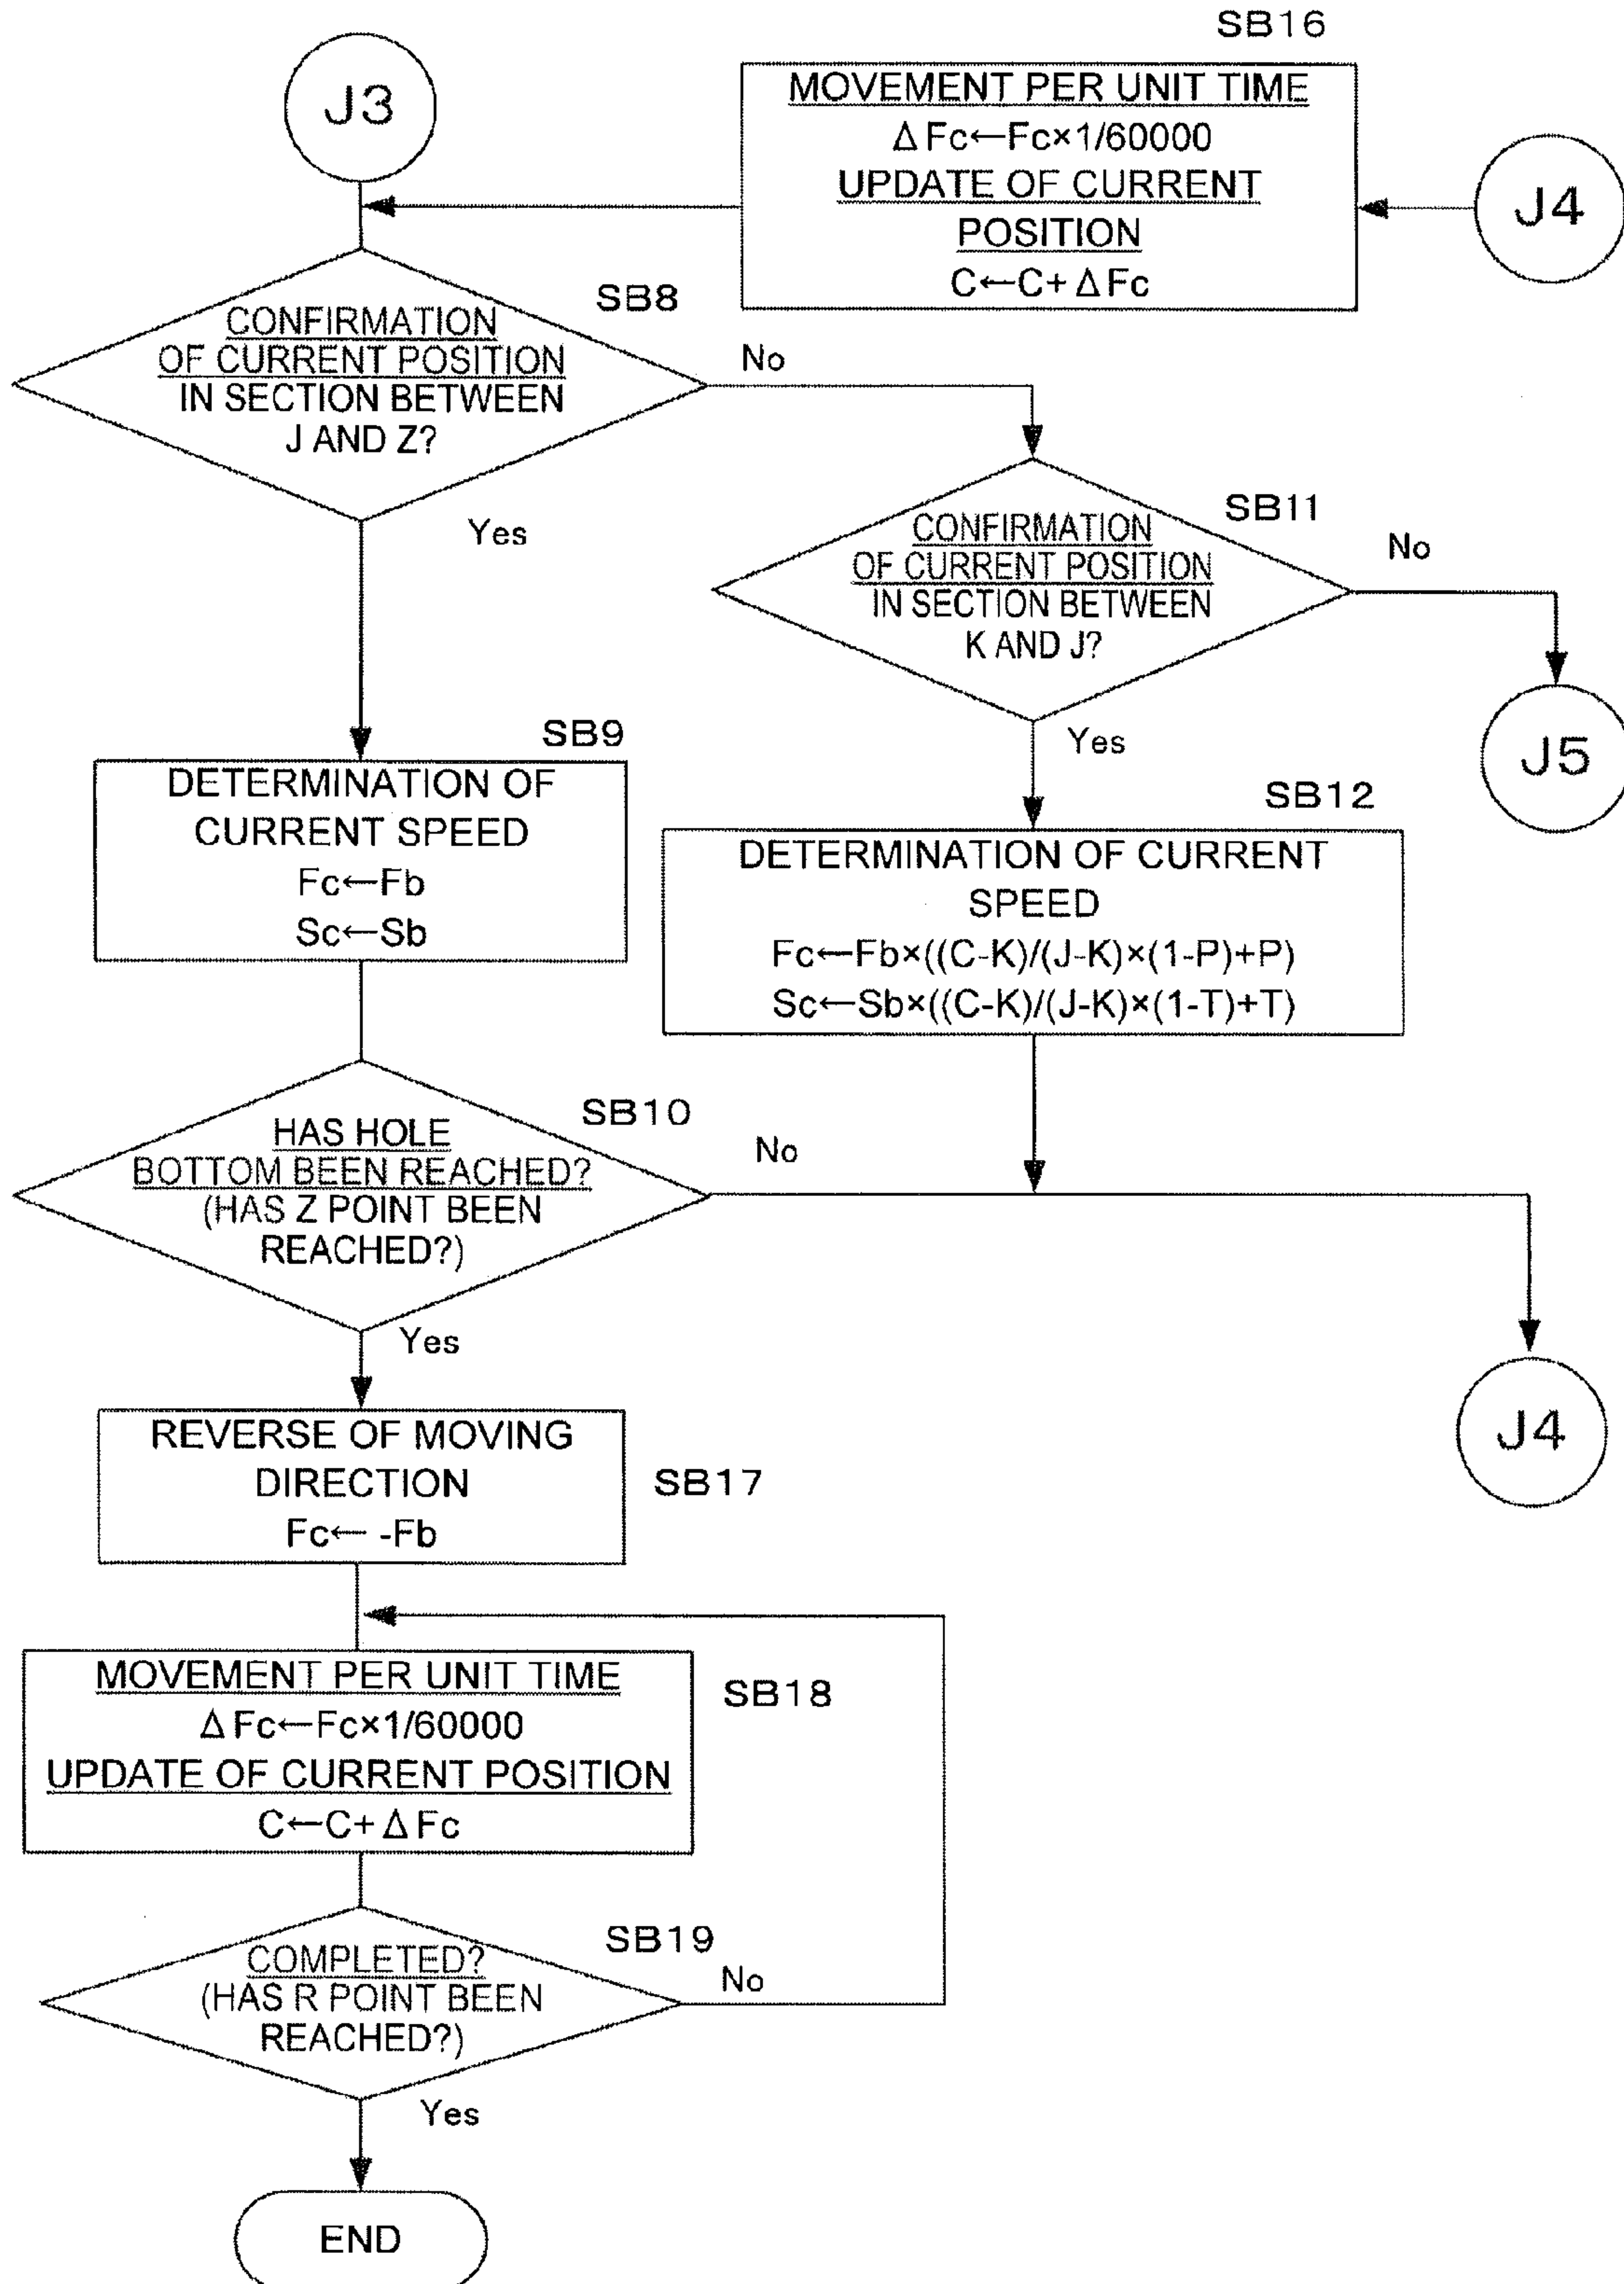 SB16
J3
MOVEMENT PER UNIT TIME
Δ Fc←Fc×1/60000
UPDATE OF CURRENT
POSITION
C←C+ Δ Fc
J4
SB8
CONFIRMATION
OF CURRENT POSITION
IN SECTION BETWEEN
J AND Z?
No
Yes
SB11
CONFIRMATION
OF CURRENT POSITION
IN SECTION BETWEEN
K AND J?
No
Yes
J5
SB9
DETERMINATION OF
CURRENT SPEED
Fc←Fb
Sc←Sb
SB12
DETERMINATION OF CURRENT
SPEED
Fc←Fb×((C-K)/(J-K)×(1-P)+P)
Sc←Sb×((C-K)/(J-K)×(1-T)+T)
SB10
HAS HOLE
BOTTOM BEEN REACHED?
(HAS Z POINT BEEN
REACHED?)
No
Yes
J4
REVERSE OF MOVING
DIRECTION
Fc← -Fb
SB17
MOVEMENT PER UNIT TIME
Δ Fc←Fc×1/60000
UPDATE OF CURRENT POSITION
C←C+ Δ Fc
SB18
SB19
COMPLETED?
(HAS R POINT BEEN
REACHED?)
No
Yes
END